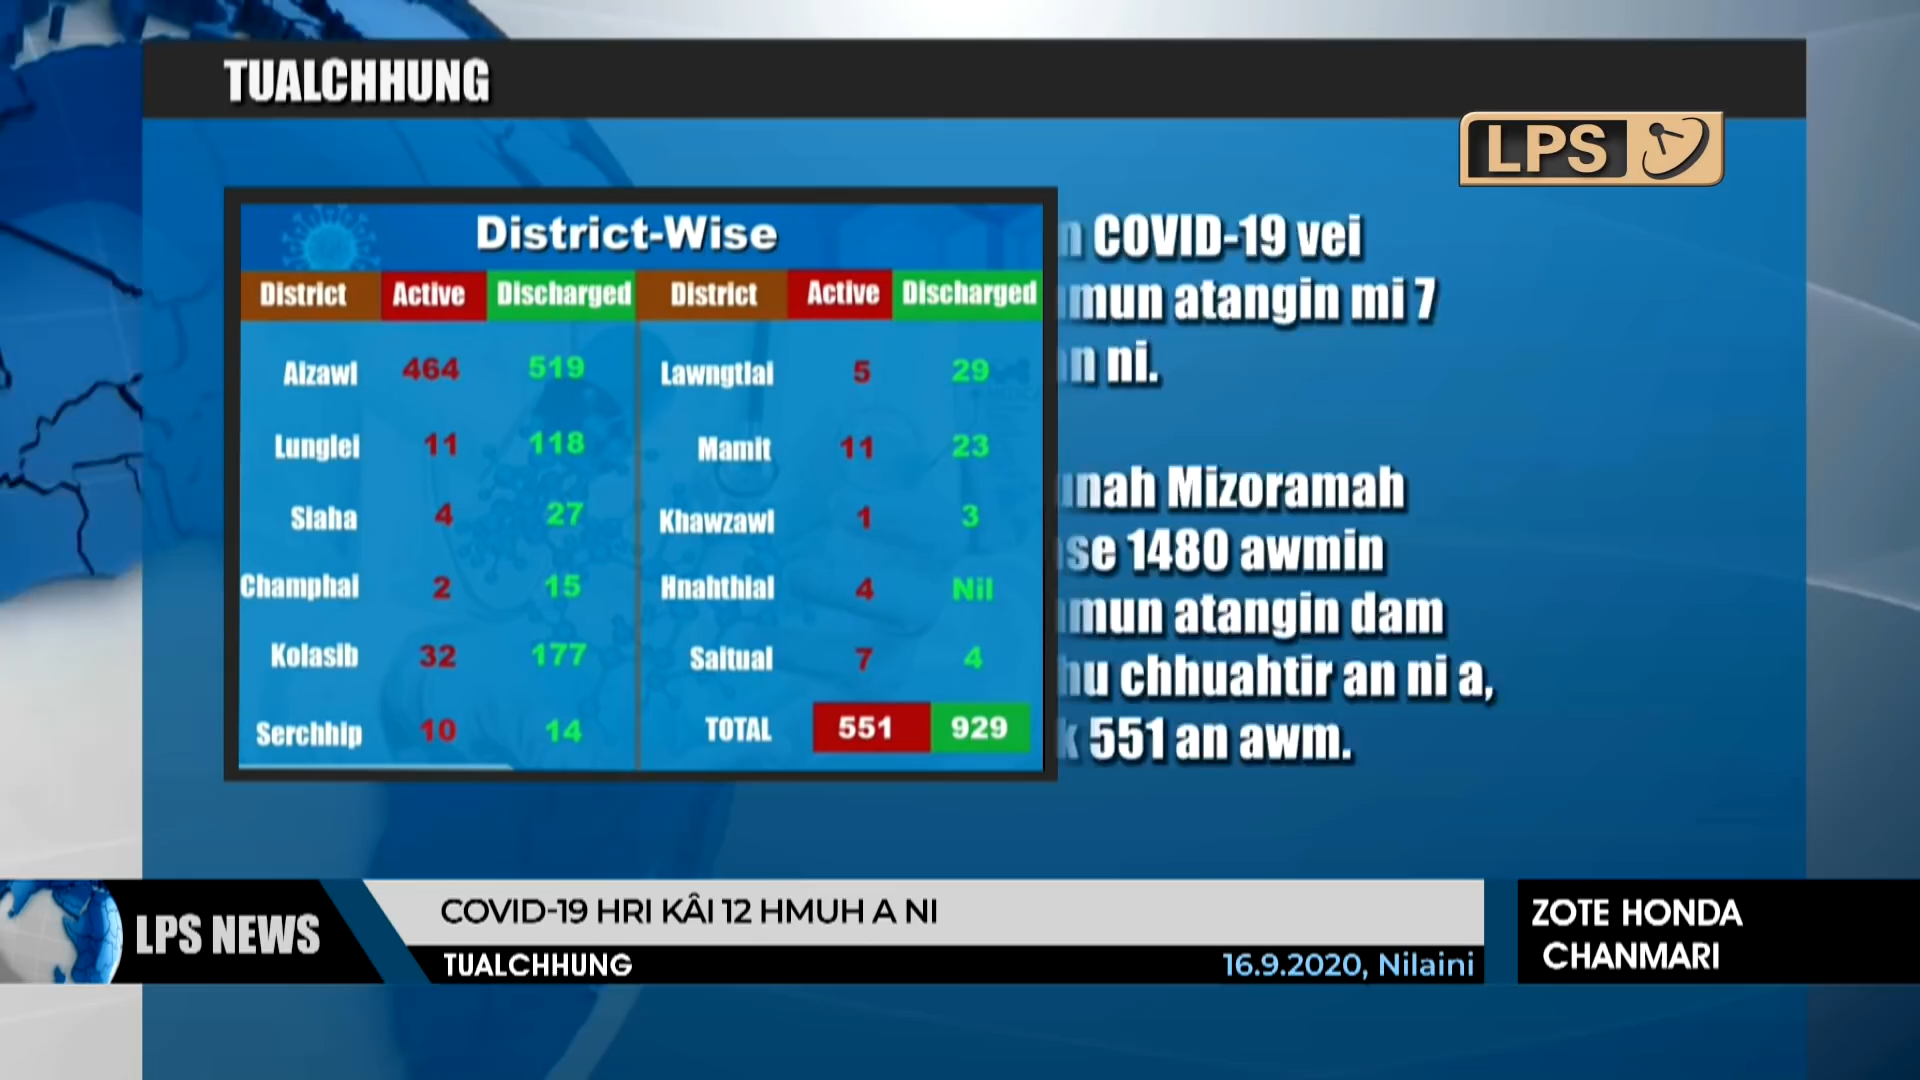 TUALCHHUNG
LPS
District-Wise
District Active Discharged District Active Discharged
Aizawl 464 519 Lawngtlai 5 29
Lunglei 11 118 Mamit 11 23
Siaha 4 27 Khawzawl 1 3
Champhai 2 15 Hnahthial 4 Nil
Kolasib 32 177 Saitual 7 4
Serchhip 10 14 TOTAL 551 929
COVID-19 vei
mun atangin mi 7
an ni.
nah Mizoramah
se 1480 awmin
mun atangin dam
hu chhuahtir an ni a,
551 an awm.
LPS NEWS
COVID-19 HRI KÂI 12 HMUH A NI
TUALCHHUNG
16.9.2020, Nilaini
ZOTE HONDA
CHANMARI